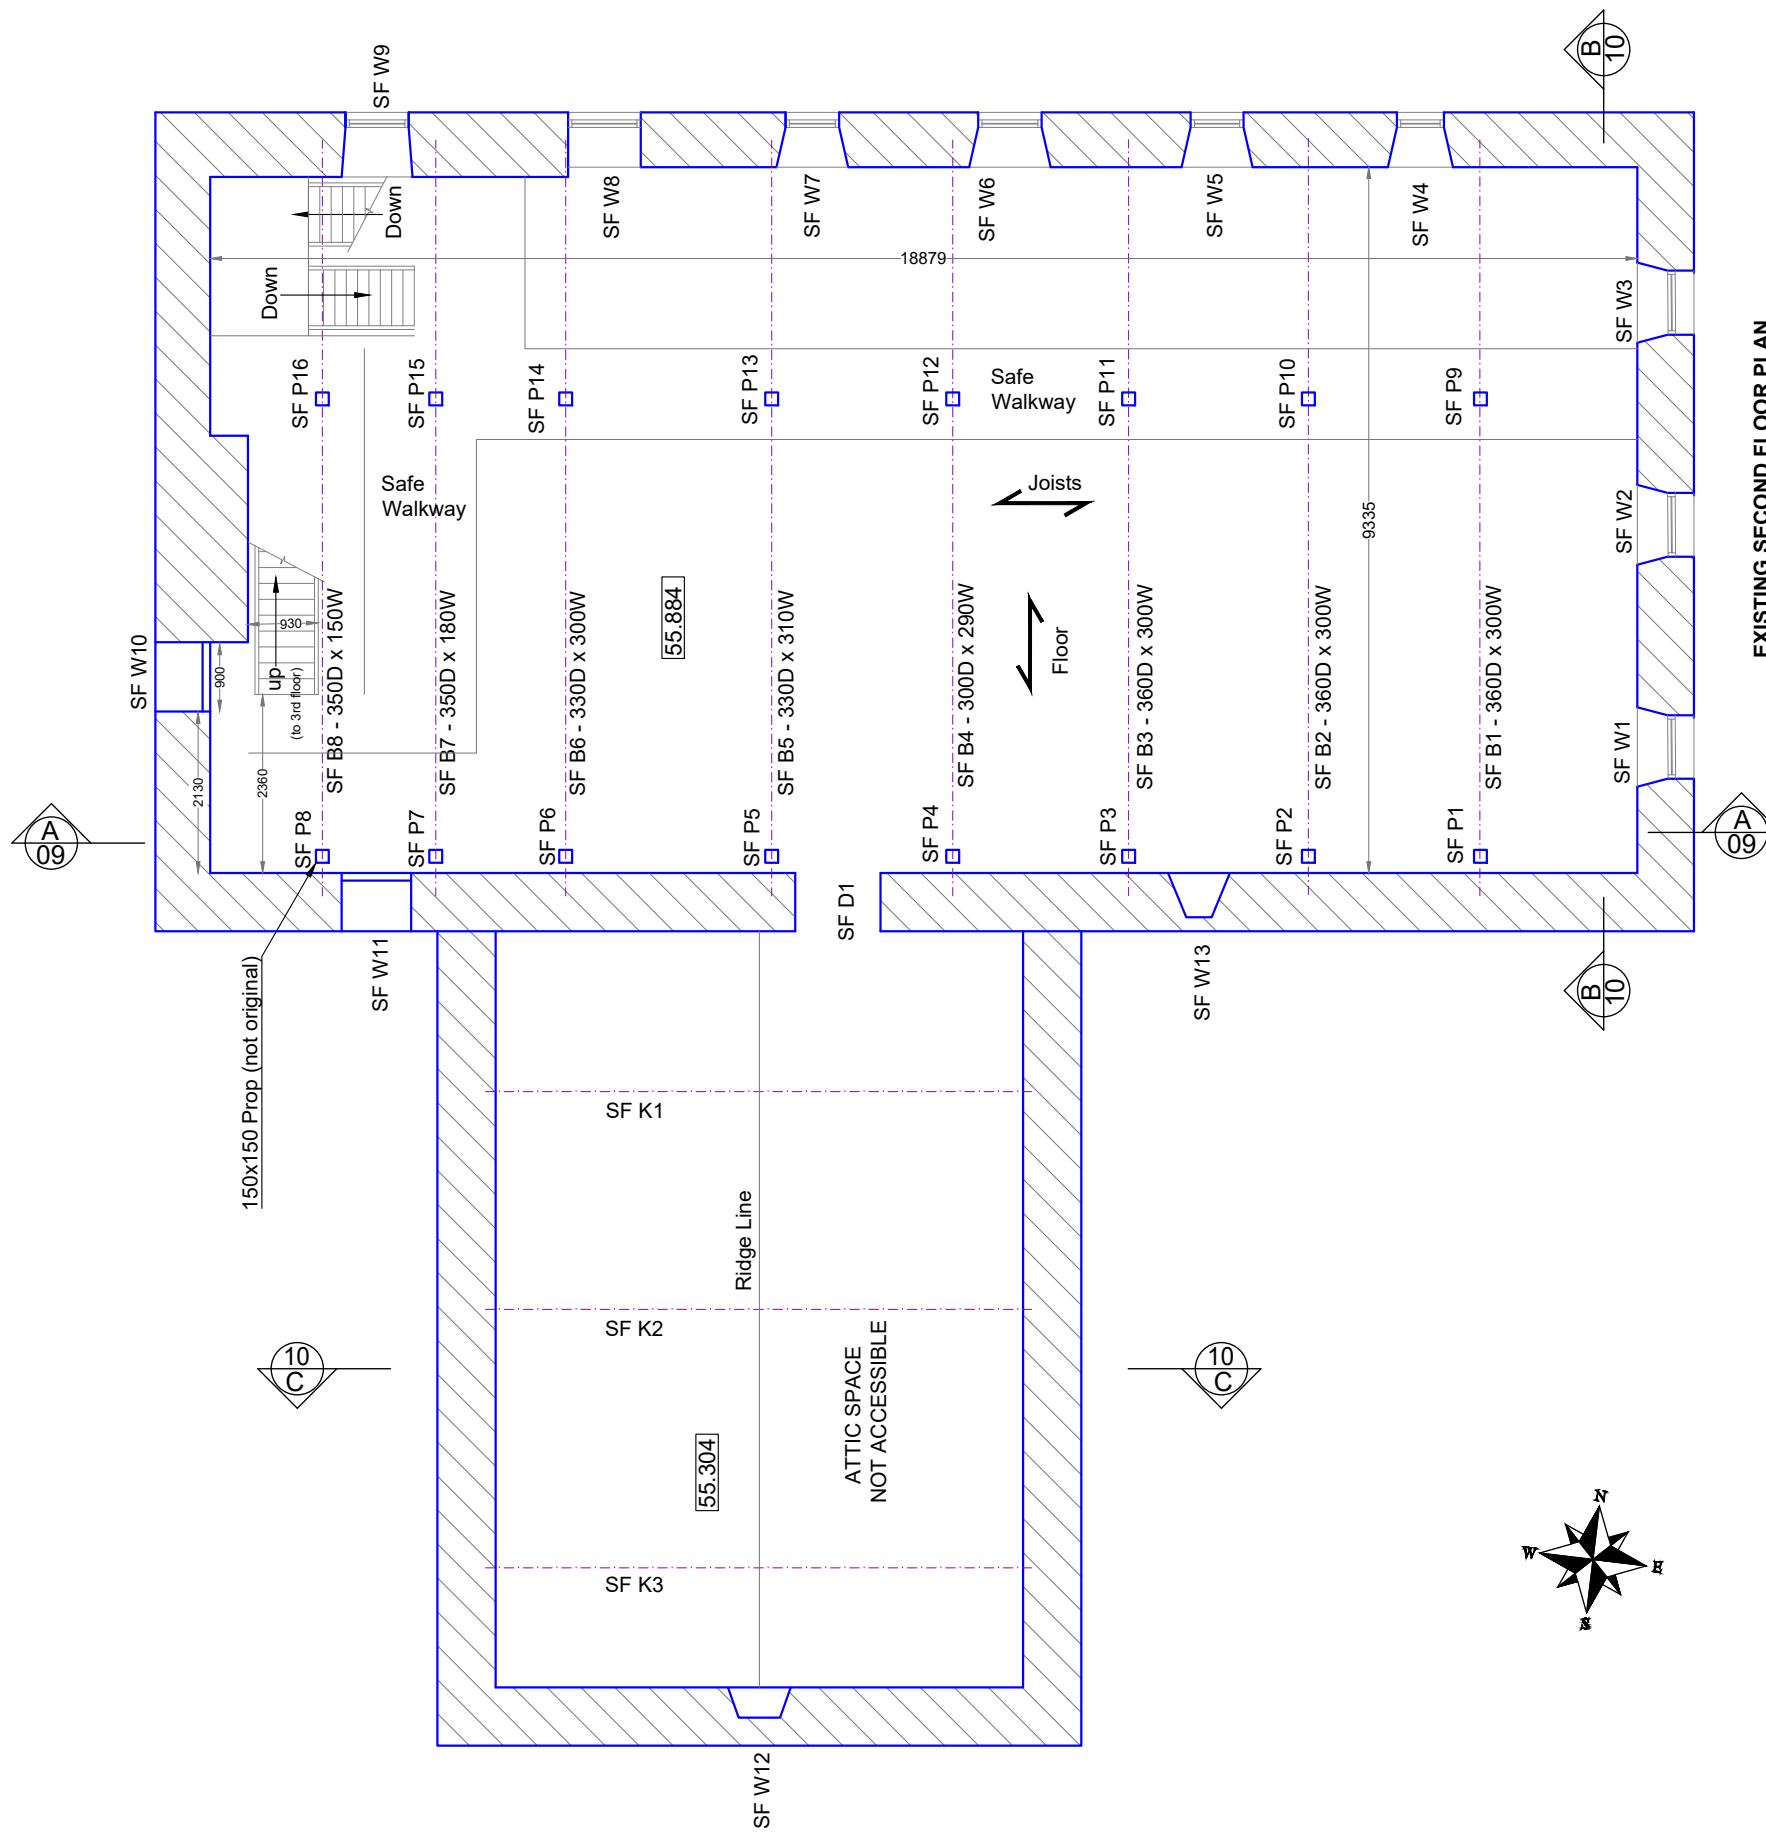 SF W9
B
10
SF W8
SF W7
SF W6
SF W5
SF W4
Down
Down
18879
SF W3
SF P16
SF P15
SF P14
SF P13
SF P12
SF P11
SF P10
SF P9
Safe
Walkway
Safe
Walkway
Joists
9335
SF W2
EXISTING SECOND FLOOR PLAN
SF W10
900
930
up
(to 3rd floor)
2130
2360
SF B8 - 350D x 150W
SF B7 - 350D x 180W
SF B6 - 330D x 300W
55.884
SF B5 - 330D x 310W
SF B4 - 300D x 290W
Floor
SF B3 - 360D x 300W
SF B2 - 360D x 300W
SF B1 - 360D x 300W
SF W1
A
09
A
09
SF P8
SF P7
SF P6
SF P5
SF P4
SF P3
SF P2
SF P1
150x150 Prop (not original)
SF W11
SF D1
SF W13
B
10
SF K1
Ridge Line
SF K2
10
C
10
C
ATTIC SPACE
NOT ACCESSIBLE
55.304
SF K3
N
W
E
S
SF W12